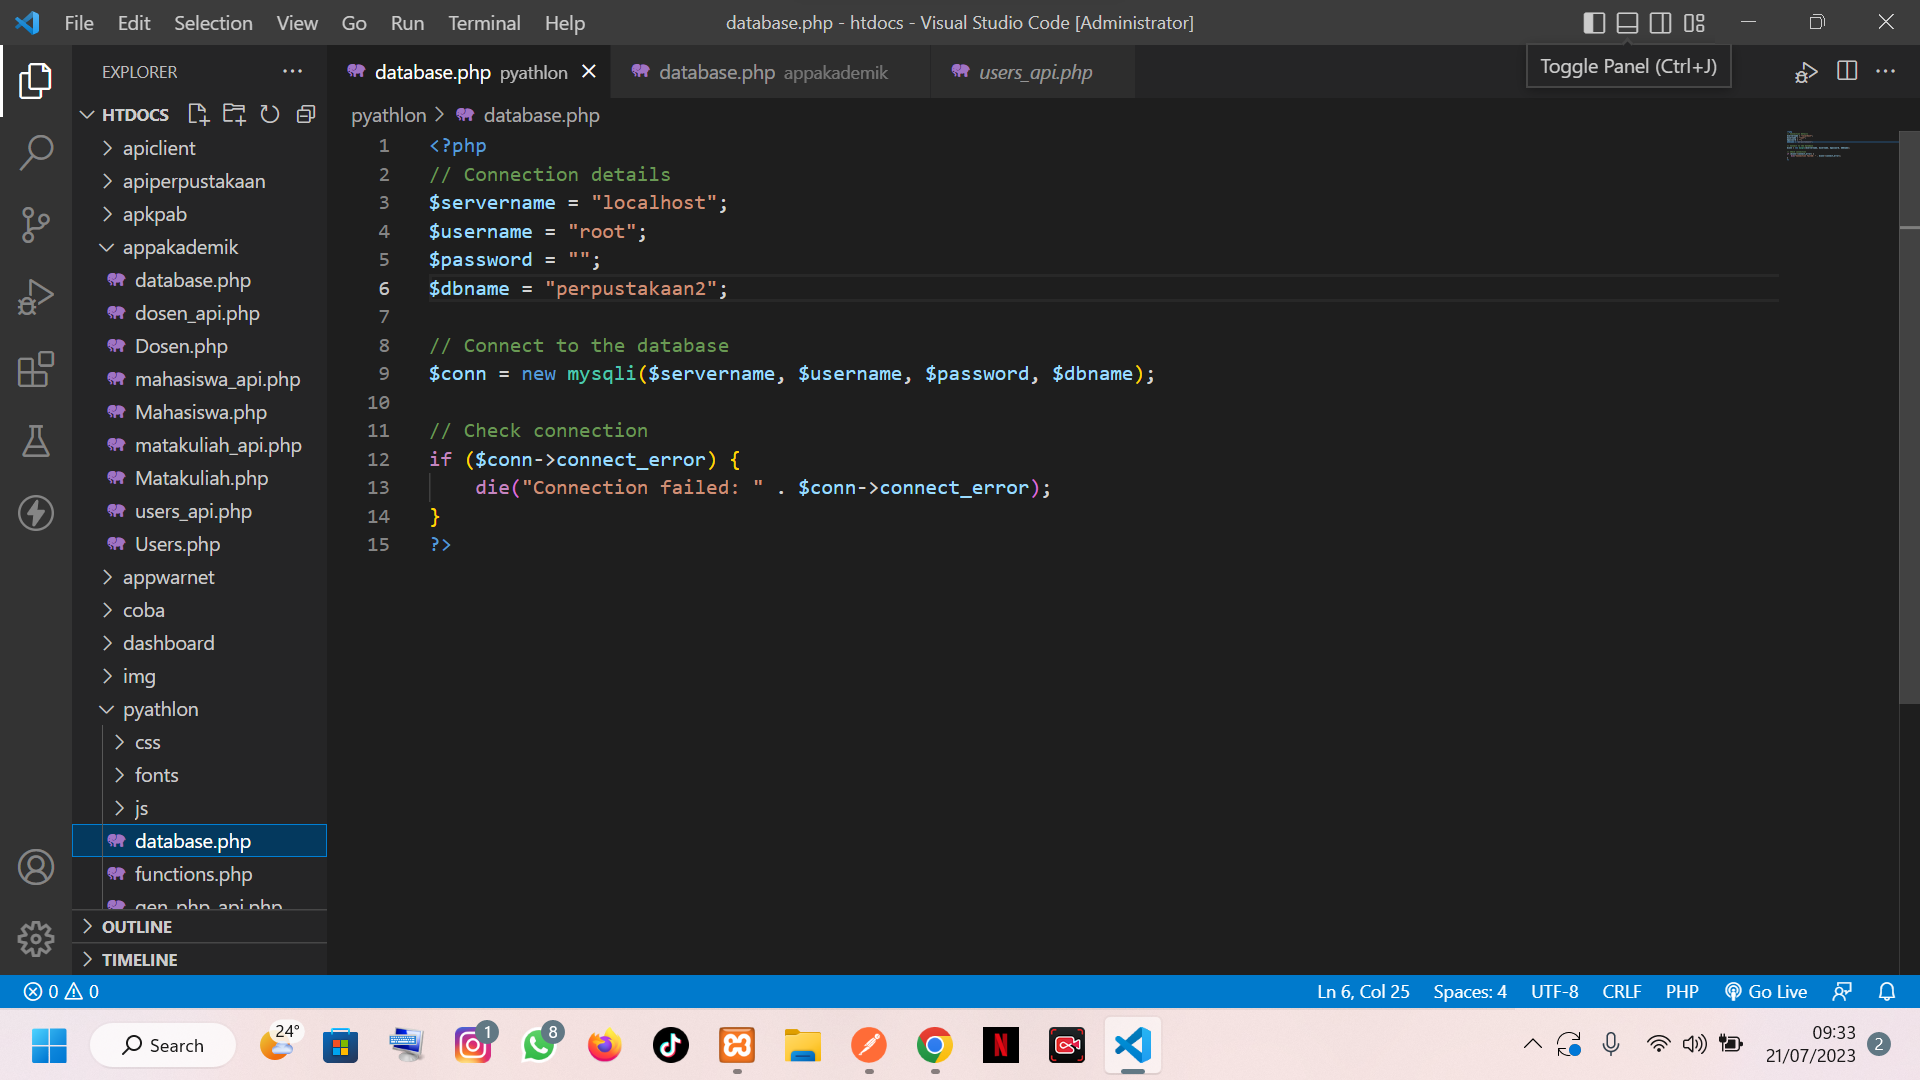 File Edit Selection View Go Run Terminal Help
database.php - htdocs - Visual Studio Code [Administrator]
Toggle Panel (Ctrl+J)
EXPLORER
database.php pyathlon
database.php appakademik
users_api.php
HTDOCS
apiclient
apiperpustakaan
apkpab
appakademik
database.php
dosen_api.php
Dosen.php
mahasiswa_api.php
Mahasiswa.php
matakuliah_api.php
Matakuliah.php
users_api.php
Users.php
appwarnet
coba
dashboard
img
pyathlon
css
fonts
js
database.php
functions.php
gen_php_api.php
OUTLINE
TIMELINE
pyathlon > database.php
1 <?php
2 // Connection details
3 $servername = "localhost";
4 $username = "root";
5 $password = "";
6 $dbname = "perpustakaan2";
7
8 // Connect to the database
9 $conn = new mysqli($servername, $username, $password, $dbname);
10
11 // Check connection
12 if ($conn->connect_error) {
13 die("Connection failed: " . $conn->connect_error);
14 }
15 ?>
0 0
Ln 6, Col 25 Spaces: 4 UTF-8 CRLF PHP Go Live
Search
24°
1
8
N
09:33
21/07/2023
2